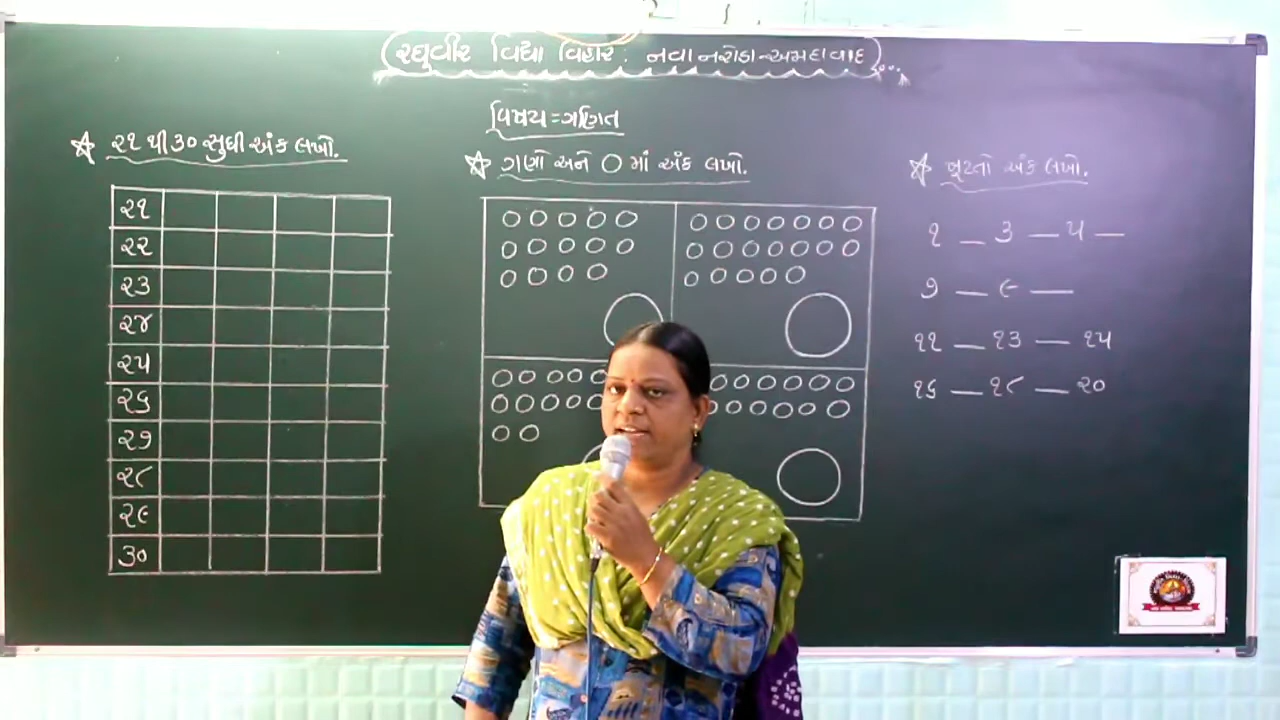 રઘુવીર વિદ્યા વિહાર : નવા નરોડા-અમદાવાદ...
વિષય=ગણિત
☆ ૨૧ થી ૩૦ સુધી અંક લખો.
૨૧
૨૨
૨૩
૨૪
૨૫
૨૬
૨૭
૨૮
૨૯
૩૦
☆ ગણો અને ○ માં અંક લખો.
☆ ખૂટતો અંક લખો.
૧ _ ૩ _ ૫ _
૭ _ ૯ _
૧૧ _ ૧૩ _ ૧૫
૧૬ _ ૧૮ _ ૨૦